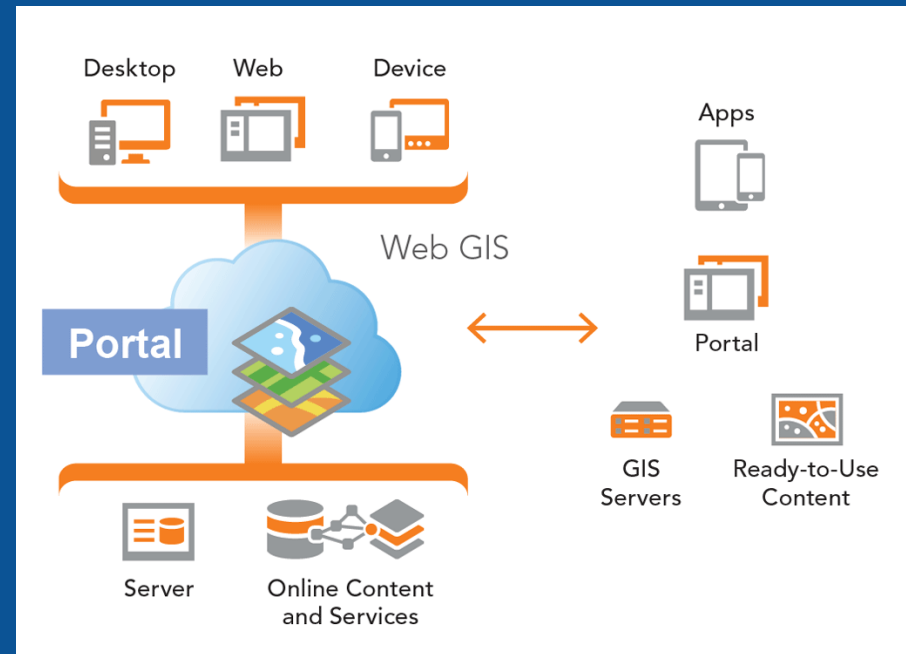 Desktop
Web
Device
Apps
Web GIS
Portal
Portal
GIS
Servers
Ready-to-Use
Content
Server
Online Content
and Services